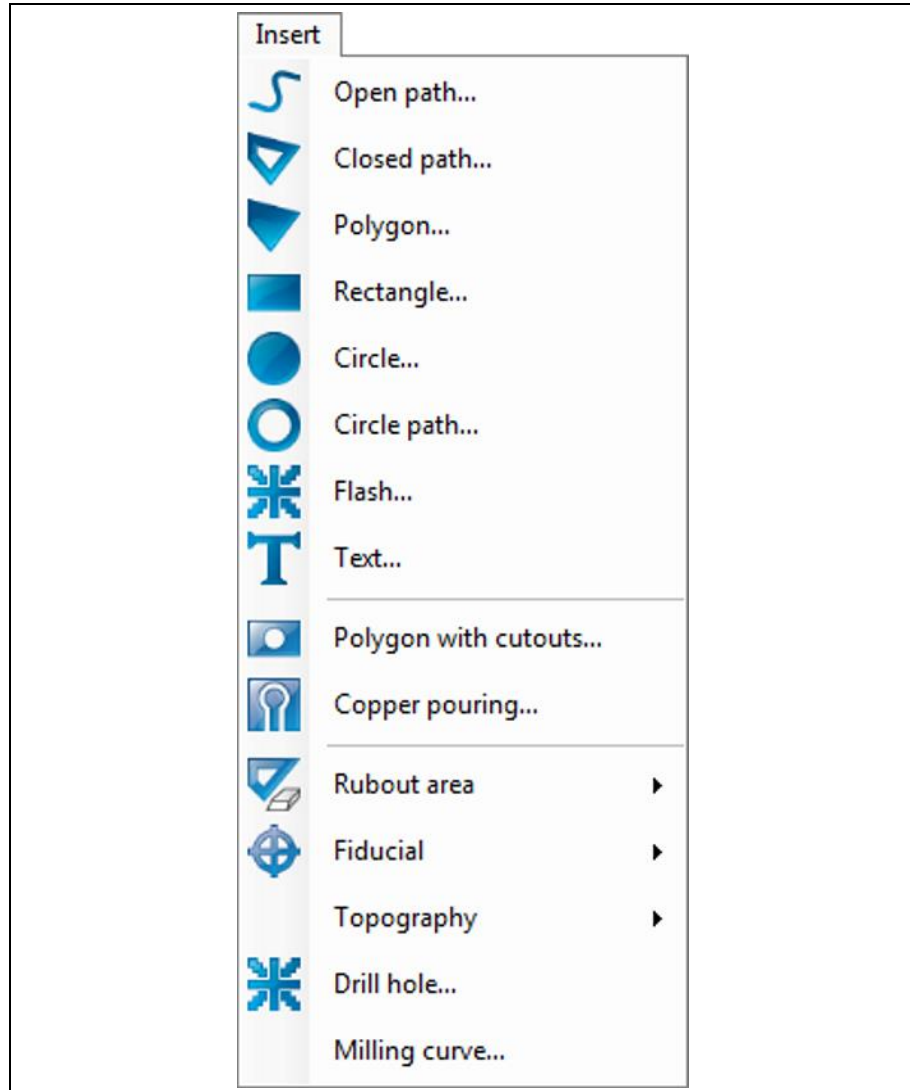 Insert
Open path...
Closed path...
Polygon...
Rectangle...
Circle...
Circle path...
Flash...
Text...
Polygon with cutouts...
Copper pouring...
Rubout area
Fiducial
Topography
Drill hole...
Milling curve...